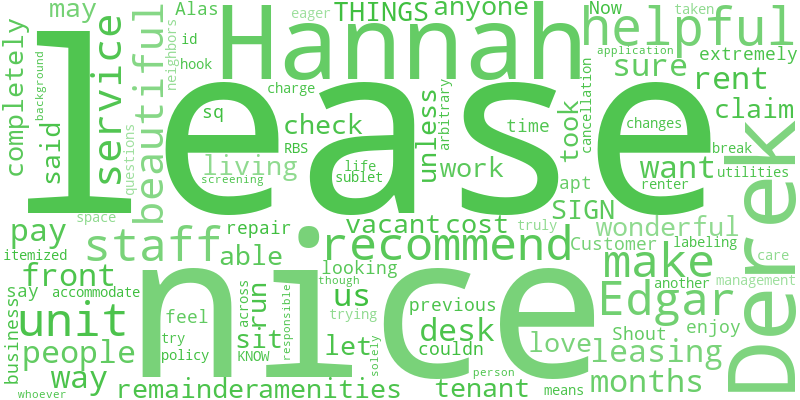 may
Alas
eager
THINGS
anyone
helpful
taken
Now
application
extremely
completely
lease
service
beautiful
neighbors
id
hook
Hannah
sure
rent
background
charge
sq
check
RBS
unless
arbitrary
time
took
cancellation
changes
claim
break
said
questions
living
screening
life
sublet
work
apt
want
renter
utilities
Derek
space
pay
staff
repair
vacant
cost
truly
SIGN
wonderful
itemized
able
recommend
Customer
labeling
care
front
looking
though
make
say
accommodate
us
trying
previous
another
management
unit
feel
across
run
responsible
nice
Edgar
business
try
policy
sit
KNOW
let
solely
desk
couldn
love
Shout
enjoy
people
leasing
way
whoever
remainder
amenities
person
tenant
means
months